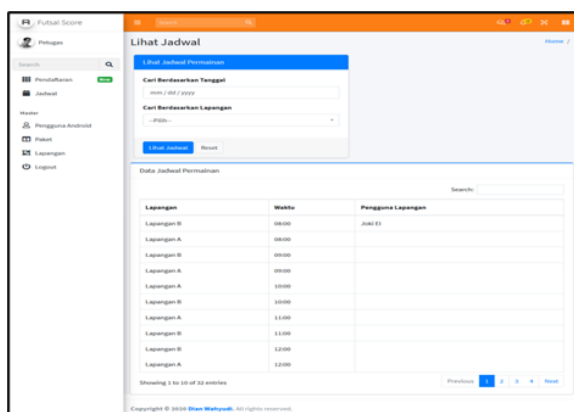 Futsal Score
Search
Petugas
Search
Pendaftaran New
Jadwal
Master
Pengguna Android
Paket
Lapangan
Logout
Lihat Jadwal
Home /
Lihat Jadwal Permainan
Cari Berdasarkan Tanggal
mm / dd / yyyy
Cari Berdasarkan Lapangan
--Pilih--
Lihat Jadwal Reset
Data Jadwal Permainan
Search:
Lapangan Waktu Pengguna Lapangan
Lapangan B 08:00 Joki EI
Lapangan A 08:00
Lapangan B 09:00
Lapangan A 09:00
Lapangan A 10:00
Lapangan B 10:00
Lapangan A 11:00
Lapangan B 11:00
Lapangan B 12:00
Lapangan A 12:00
Showing 1 to 10 of 32 entries
Previous 1 2 3 4 Next
Copyright © 2020 Dian Wahyudi. All rights reserved.